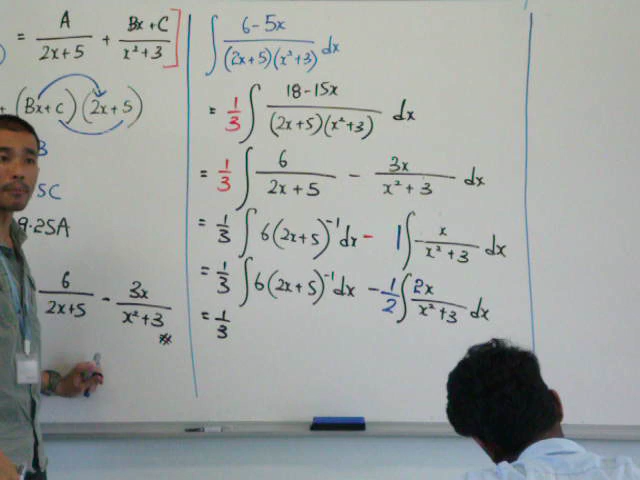 = A/(2x+5) + (Bx+C)/(x²+3) ]
+ (Bx+C)(2x+5)
5C
9.25A
6/(2x+5) - 3x/(x²+3)
∫ (6-5x)/((2x+5)(x²+3)) dx
= 1/3 ∫ (18-15x)/((2x+5)(x²+3)) dx
= 1/3 ∫ 6/(2x+5) - 3x/(x²+3) dx
= 1/3 ∫ 6(2x+5)⁻¹ dx - 1∫ - x/(x²+3) dx
= 1/3 ∫ 6(2x+5)⁻¹ dx - 1/2 ∫ 2x/(x²+3) dx
= 1/3